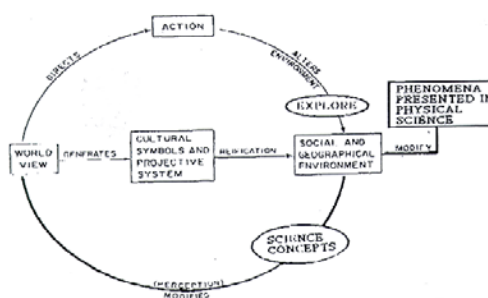 ACTION
DIRECTS
ALTERS
ENVIRONMENT
EXPLORE
PHENOMENA
PRESENTED IN
PHYSICAL
SCIENCE
WORLD
VIEW
GENERATES
CULTURAL
SYMBOLS AND
PROJECTIVE
SYSTEM
REIFICATION
SOCIAL AND
GEOGRAPHICAL
ENVIRONMENT
MODIFY
SCIENCE
CONCEPTS
(PERCEPTION)
MODIFIES